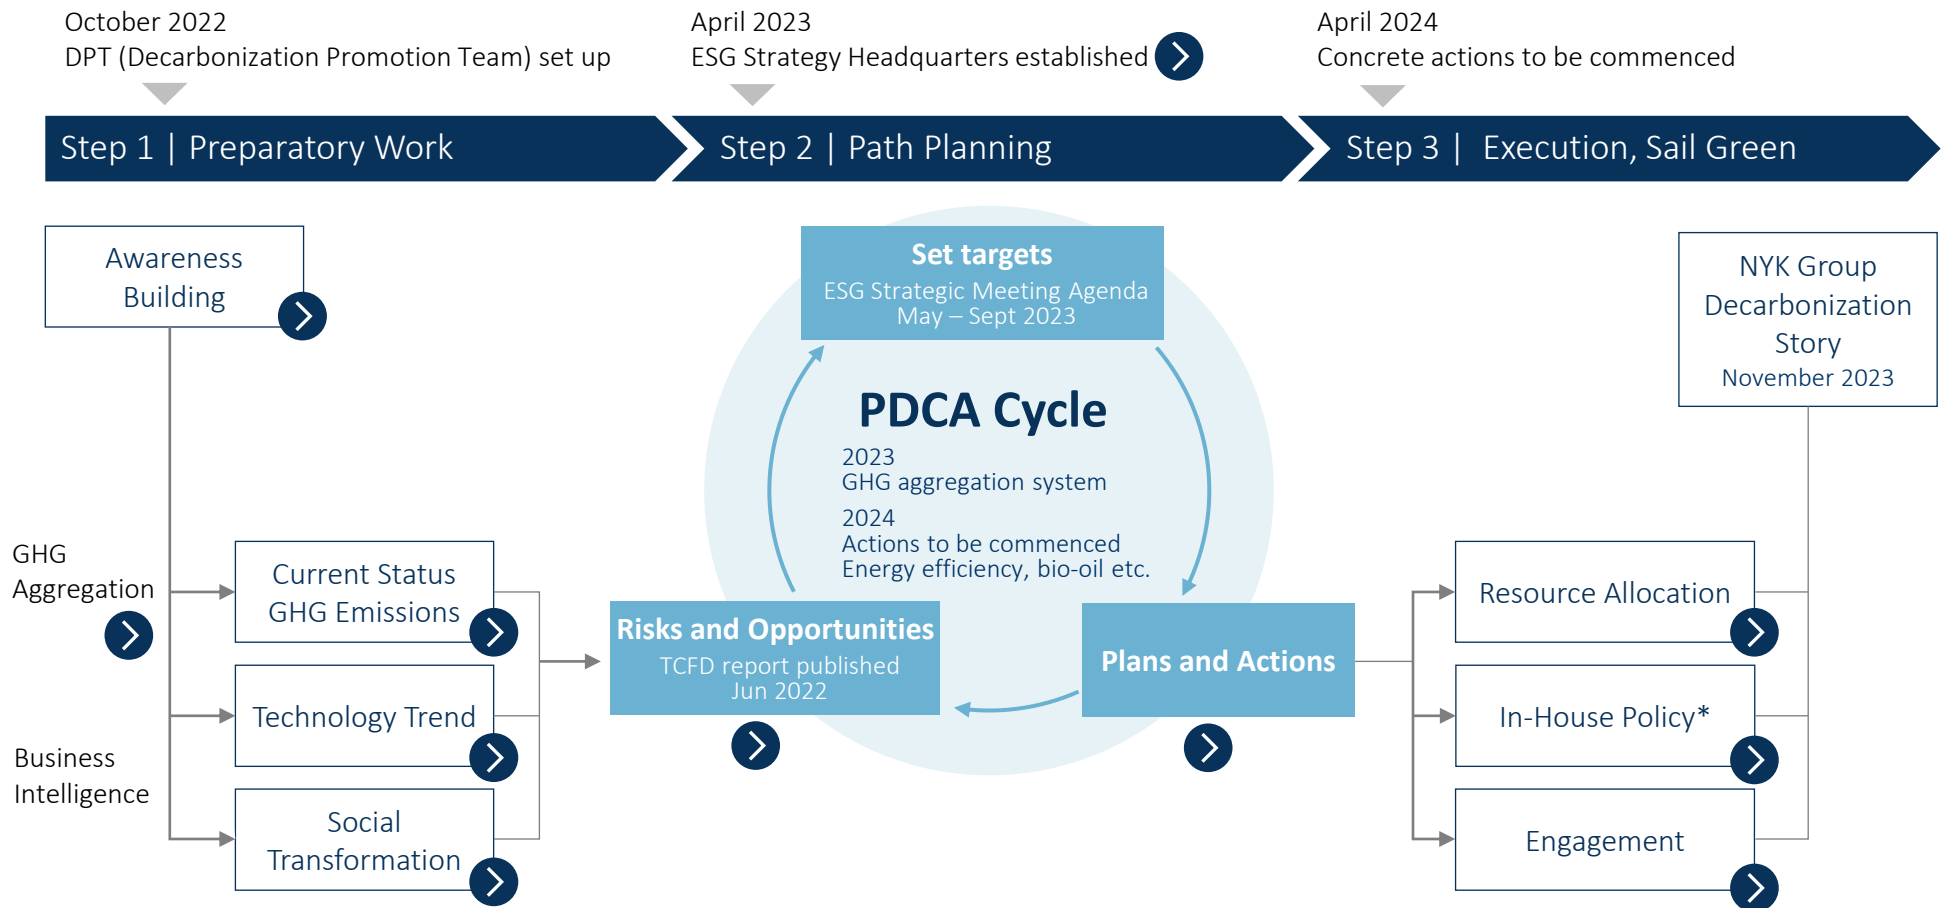 October 2022
DPT (Decarbonization Promotion Team) set up
April 2023
ESG Strategy Headquarters established
April 2024
Concrete actions to be commenced
Step 1 | Preparatory Work
Step 2 | Path Planning
Step 3 | Execution, Sail Green
Awareness
Building
GHG
Aggregation
Business
Intelligence
Current Status
GHG Emissions
Technology Trend
Social
Transformation
Set targets
ESG Strategic Meeting Agenda
May – Sept 2023
PDCA Cycle
2023
GHG aggregation system
2024
Actions to be commenced
Energy efficiency, bio-oil etc.
Risks and Opportunities
TCFD report published
Jun 2022
Plans and Actions
NYK Group
Decarbonization
Story
November 2023
Resource Allocation
In-House Policy*
Engagement